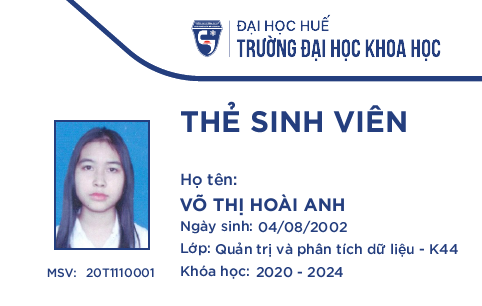 ĐẠI HỌC HUẾ
TRƯỜNG ĐẠI HỌC KHOA HỌC
THẺ SINH VIÊN
Họ tên:
VÕ THỊ HOÀI ANH
Ngày sinh: 04/08/2002
Lớp: Quản trị và phân tích dữ liệu - K44
MSV: 20T1110001
Khóa học: 2020 - 2024